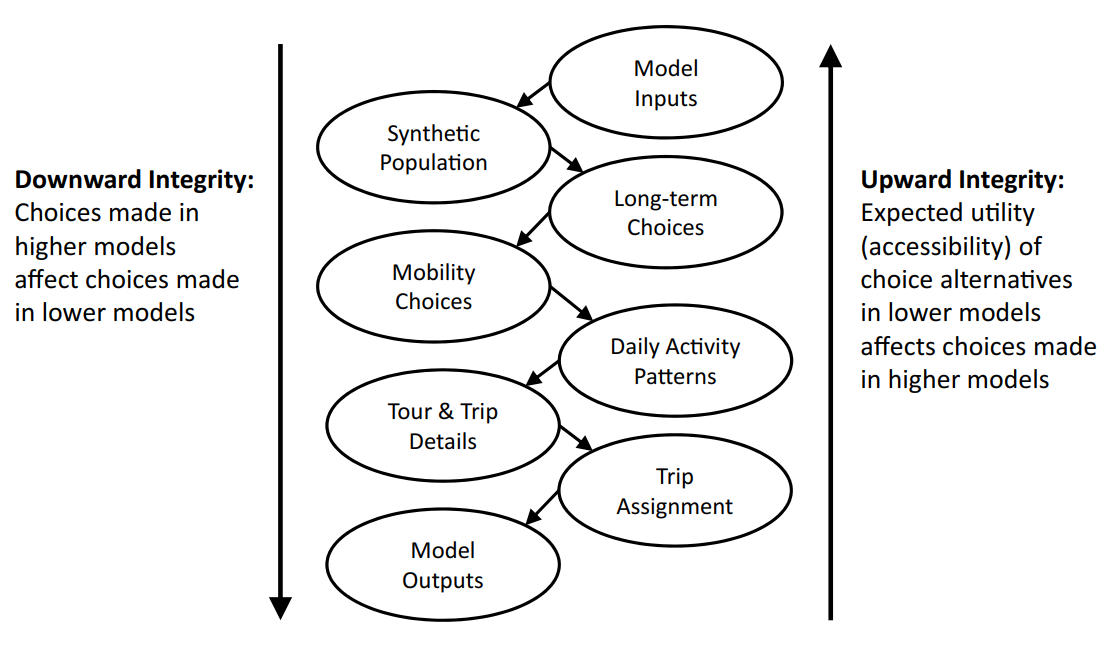 Model
Inputs
Synthetic
Population
Long-term
Choices
Mobility
Choices
Daily Activity
Patterns
Tour & Trip
Details
Trip
Assignment
Model
Outputs
Downward Integrity:
Choices made in
higher models
affect choices made
in lower models
Upward Integrity:
Expected utility
(accessibility) of
choice alternatives
in lower models
affects choices made
in higher models